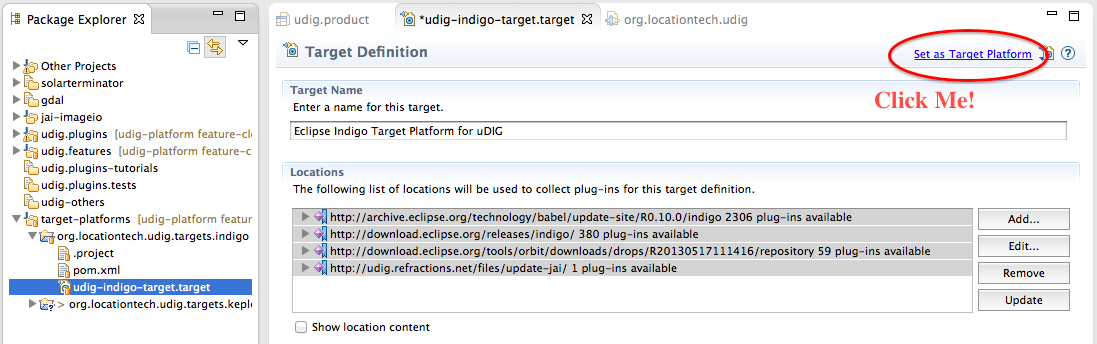 Package Explorer
Other Projects
solarterminator
gdal
jai-imageio
udig.plugins [udig-platform feature-cle
udig.features [udig-platform feature-c
udig.plugins-tutorials
udig.plugins.tests
udig-others
target-platforms [udig-platform featur
org.locationtech.udig.targets.indigo
.project
pom.xml
udig-indigo-target.target
> org.locationtech.udig.targets.keple
udig.product
*udig-indigo-target.target
org.locationtech.udig
Target Definition
Set as Target Platform
Click Me!
Target Name
Enter a name for this target.
Eclipse Indigo Target Platform for uDIG
Locations
The following list of locations will be used to collect plug-ins for this target definition.
http://archive.eclipse.org/technology/babel/update-site/R0.10.0/indigo 2306 plug-ins available
http://download.eclipse.org/releases/indigo/ 380 plug-ins available
http://download.eclipse.org/tools/orbit/downloads/drops/R20130517111416/repository 59 plug-ins available
http://udig.refractions.net/files/update-jai/ 1 plug-ins available
Add...
Edit...
Remove
Update
Show location content